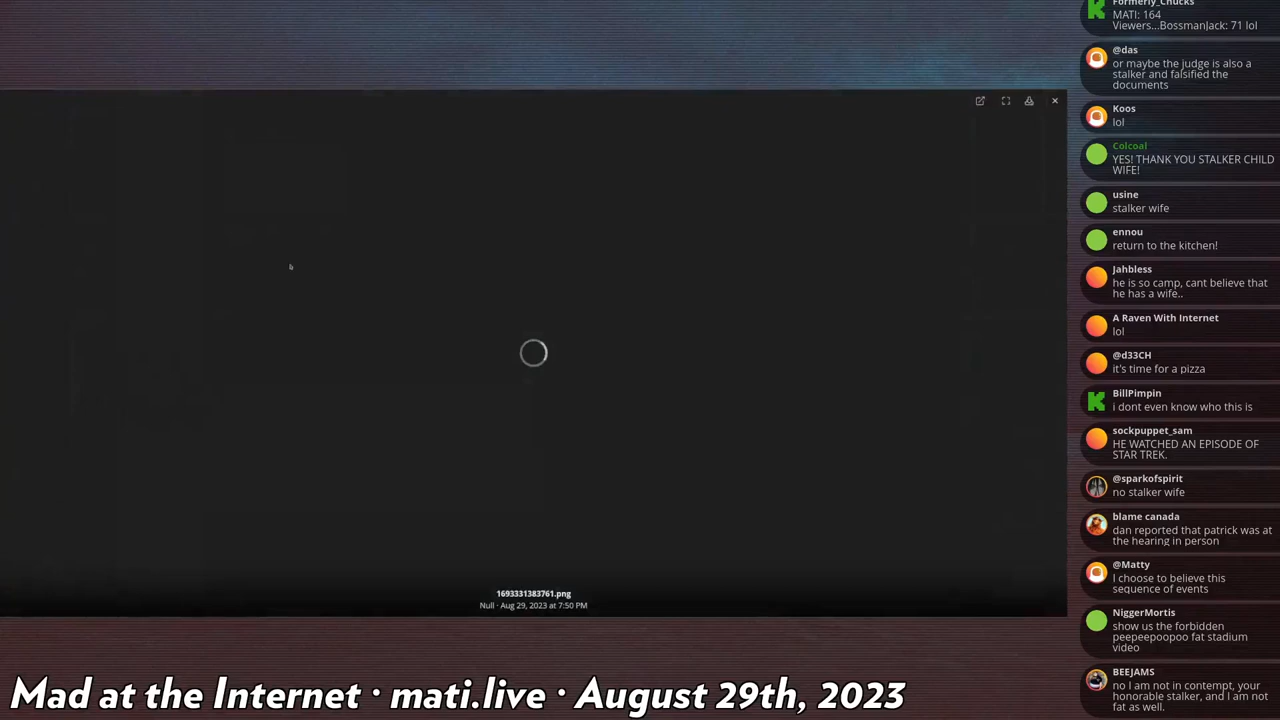 Formerly_Chucks
MATI: 164
Viewers...BossmanJack: 71 lol
@das
or maybe the judge is also a
stalker and falsified the
documents
Koos
lol
Colcoal
YES! THANK YOU STALKER CHILD
WIFE!
usine
stalker wife
ennou
return to the kitchen!
Jahbless
he is so camp, cant believe that
he has a wife..
A Raven With Internet
lol
@d33CH
it's time for a pizza
BillPimpin
i dont even know who this is
sockpuppet_sam
HE WATCHED AN EPISODE OF
STAR TREK.
@sparkofspirit
no stalker wife
blame canada
dan reported that patrick was at
the hearing in person
@Matty
I choose to believe this
sequence of events
NiggerMortis
show us the forbidden
peepeepoopoo fat stadium
video
BEEJAMS
no I am not in contempt, your
honorable stalker, and I am not
fat as well.
1693331383761.png
Null · Aug 29, 2023 at 7:50 PM
Mad at the Internet · mati.live · August 29th, 2023